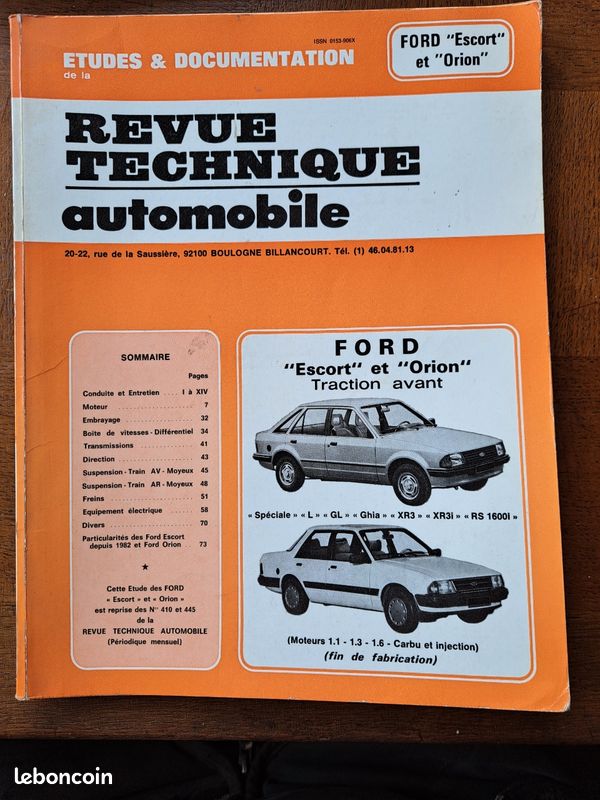 ISSN 0153-906X
ETUDES & DOCUMENTATION
de la
FORD "Escort"
et "Orion"
REVUE
TECHNIQUE
automobile
20-22, rue de la Saussière, 92100 BOULOGNE BILLANCOURT. Tél. (1) 46.04.81.13
SOMMAIRE
Pages
Conduite et Entretien .... I à XIV
Moteur .................... 7
Embrayage ................ 32
Boite de vitesses - Différentiel 34
Transmissions ............. 41
Direction ................. 43
Suspension - Train AV - Moyeux 45
Suspension - Train AR - Moyeux 48
Freins .................... 51
Equipement électrique ..... 58
Divers .................... 70
Particularités des Ford Escort
depuis 1982 et Ford Orion .. 73
★
Cette Etude des FORD
« Escort » et « Orion »
est reprise des N° 410 et 445
de la
REVUE TECHNIQUE AUTOMOBILE
(Périodique mensuel)
FORD
"Escort" et "Orion"
Traction avant
« Spéciale » « L » « GL » « Ghia » « XR3 » « XR3i » « RS 1600i »
(Moteurs 1.1 - 1.3 - 1.6 - Carbu et injection)
(fin de fabrication)
leboncoin